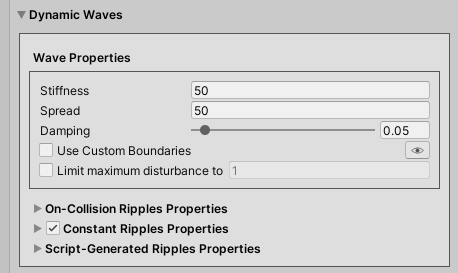 Dynamic Waves
Wave Properties
Stiffness 50
Spread 50
Damping 0.05
Use Custom Boundaries
Limit maximum disturbance to 1
On-Collision Ripples Properties
Constant Ripples Properties
Script-Generated Ripples Properties